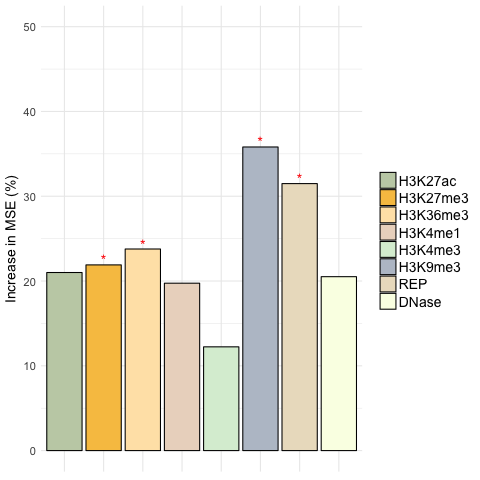 50
40
30
20
10
0
Increase in MSE (%)
*
*
*
*
H3K27ac
H3K27me3
H3K36me3
H3K4me1
H3K4me3
H3K9me3
REP
DNase